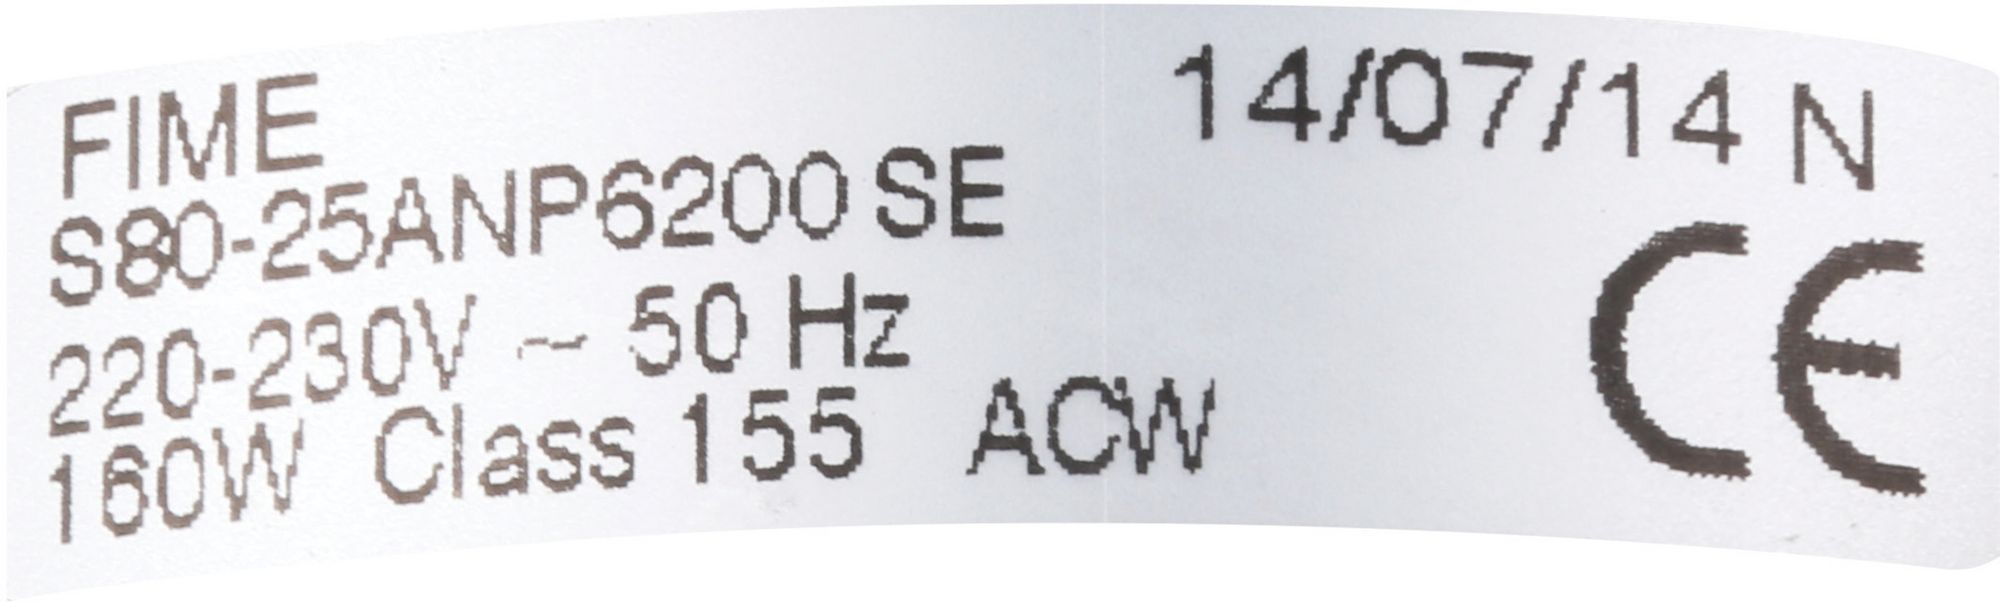 FIME
14/07/14 N
S80-25ANP6200 SE
220-230V ~ 50 Hz
CE
160W Class 155 ACW